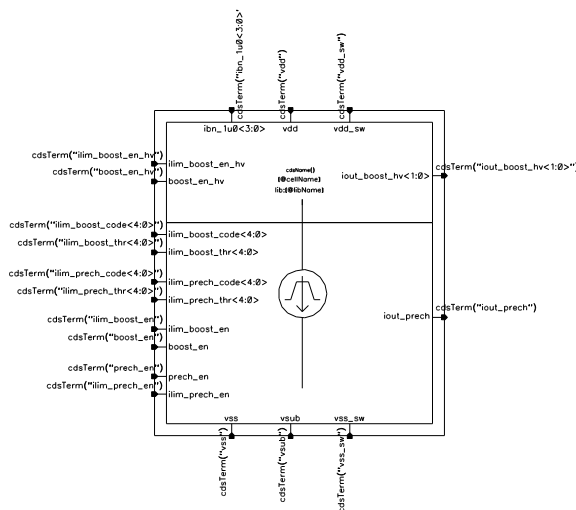 cdsTerm("ibn_1u0<3:0>"
cdsTerm("vdd")
cdsTerm("vdd_sw")
ibn_1u0<3:0>
vdd
vdd_sw
cdsTerm("ilim_boost_en_hv")
ilim_boost_en_hv
cdsTerm("boost_en_hv")
boost_en_hv
cdsName()
[@cellName]
lib:[@libName]
iout_boost_hv<1:0>
cdsTerm("iout_boost_hv<1:0>")
cdsTerm("ilim_boost_code<4:0>")
ilim_boost_code<4:0>
cdsTerm("ilim_boost_thr<4:0>")
ilim_boost_thr<4:0>
cdsTerm("ilim_prech_code<4:0>")
ilim_prech_code<4:0>
cdsTerm("ilim_prech_thr<4:0>")
ilim_prech_thr<4:0>
iout_prech
cdsTerm("iout_prech")
cdsTerm("ilim_boost_en")
ilim_boost_en
cdsTerm("boost_en")
boost_en
cdsTerm("prech_en")
prech_en
cdsTerm("ilim_prech_en")
ilim_prech_en
vss
vsub
vss_sw
cdsTerm("vss")
cdsTerm("vsub")
cdsTerm("vss_sw")